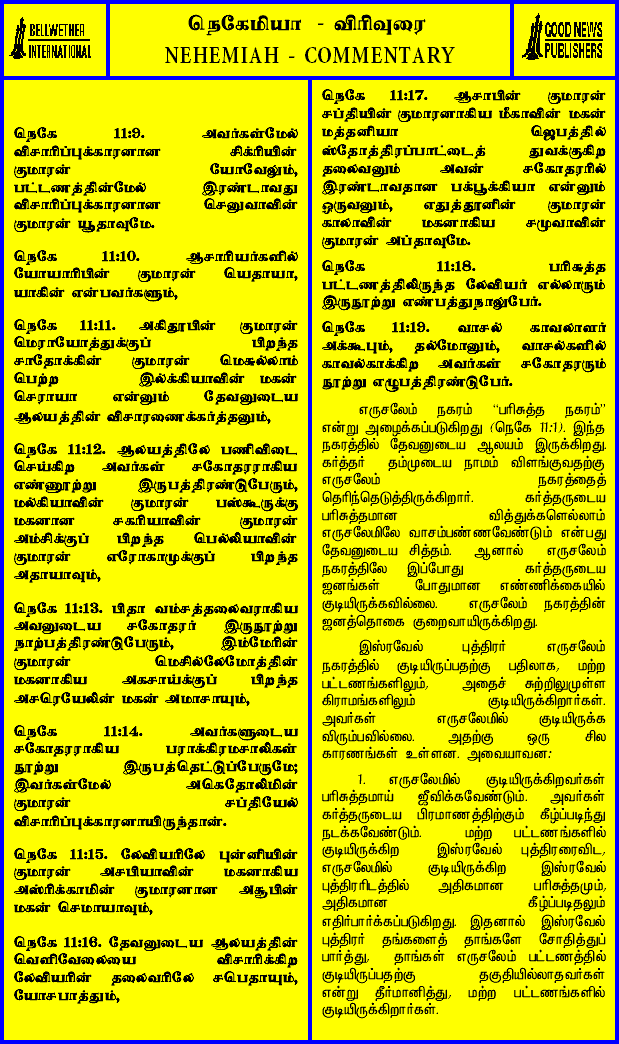 BELLWETHER
INTERNATIONAL
நெகேமியா - விரிவுரை
NEHEMIAH - COMMENTARY
GOOD NEWS
PUBLISHERS
நெகே 11:9. அவர்கள்மேல்
விசாரிப்புக்காரனான சிக்ரியின்
குமாரன் யோவேலும்,
பட்டணத்தின்மேல் இரண்டாவது
விசாரிப்புக்காரனான செனுவாவின்
குமாரன் யூதாவுமே.
நெகே 11:10. ஆசாரியர்களில்
யோயாரிபின் குமாரன் யெதாயா,
யாகின் என்பவர்களும்,
நெகே 11:11. அகிதூபின் குமாரன்
மெராயோத்துக்குப் பிறந்த
சாதோக்கின் குமாரன் மெசுல்லாம்
பெற்ற இல்க்கியாவின் மகன்
செராயா என்னும் தேவனுடைய
ஆலயத்தின் விசாரணைக்கர்த்தனும்,
நெகே 11:12. ஆலயத்திலே பணிவிடை
செய்கிற அவர்கள் சகோதரராகிய
எண்ணூற்று இருபத்திரண்டுபேரும்,
மல்கியாவின் குமாரன் பஸ்கூருக்கு
மகனான சகரியாவின் குமாரன்
அம்சிக்குப் பிறந்த பெல்லியாவின்
குமாரன் எரோகாமுக்குப் பிறந்த
அதாயாவும்,
நெகே 11:13. பிதா வம்சத்தலைவராகிய
அவனுடைய சகோதரர் இருநூற்று
நாற்பத்திரண்டுபேரும், இம்மேரின்
குமாரன் மெசில்லேமோத்தின்
மகனாகிய அகசாய்க்குப் பிறந்த
அசரெயேலின் மகன் அமாசாயும்,
நெகே 11:14. அவர்களுடைய
சகோதரராகிய பராக்கிரமசாலிகள்
நூற்று இருபத்தெட்டுப்பேருமே;
இவர்கள்மேல் அகெதோலிமின்
குமாரன் சப்தியேல்
விசாரிப்புக்காரனாயிருந்தான்.
நெகே 11:15. லேவியரிலே புன்னியின்
குமாரன் அசபியாவின் மகனாகிய
அஸ்ரிக்காமின் குமாரனான அசூபின்
மகன் செமாயாவும்,
நெகே 11:16. தேவனுடைய ஆலயத்தின்
வெளிவேலையை விசாரிக்கிற
லேவியரின் தலைவரிலே சபெதாயும்,
யோசபாத்தும்,
நெகே 11:17. ஆசாபின் குமாரன்
சப்தியின் குமாரனாகிய மீகாவின் மகன்
மத்தனியா ஜெபத்தில்
ஸ்தோத்திரப்பாட்டைத் துவக்குகிற
தலைவனும் அவன் சகோதரரில்
இரண்டாவதான பக்பூக்கியா என்னும்
ஒருவனும், எதுத்தூனின் குமாரன்
காலாவின் மகனாகிய சமுவாவின்
குமாரன் அப்தாவுமே.
நெகே 11:18. பரிசுத்த
பட்டணத்திலிருந்த லேவியர் எல்லாரும்
இருநூற்று எண்பத்துநாலுபேர்.
நெகே 11:19. வாசல் காவலாளர்
அக்கூபும், தல்மோனும், வாசல்களில்
காவல்காக்கிற அவர்கள் சகோதரரும்
நூற்று எழுபத்திரண்டுபேர்.
எருசலேம் நகரம் “பரிசுத்த நகரம்”
என்று அழைக்கப்படுகிறது (நெகே 11:1). இந்த
நகரத்தில் தேவனுடைய ஆலயம் இருக்கிறது.
கர்த்தர் தம்முடைய நாமம் விளங்குவதற்கு
எருசலேம் நகரத்தைத்
தெரிந்தெடுத்திருக்கிறார். கர்த்தருடைய
பரிசுத்தமான வித்துக்களெல்லாம்
எருசலேமிலே வாசம்பண்ணவேண்டும் என்பது
தேவனுடைய சித்தம். ஆனால் எருசலேம்
நகரத்திலே இப்போது கர்த்தருடைய
ஜனங்கள் போதுமான எண்ணிக்கையில்
குடியிருக்கவில்லை. எருசலேம் நகரத்தின்
ஜனத்தொகை குறைவாயிருக்கிறது.
இஸ்ரவேல் புத்திரர் எருசலேம்
நகரத்தில் குடியிருப்பதற்கு பதிலாக, மற்ற
பட்டணங்களிலும், அதைச் சுற்றிலுமுள்ள
கிராமங்களிலும் குடியிருக்கிறார்கள்.
அவர்கள் எருசலேமில் குடியிருக்க
விரும்பவில்லை. அதற்கு ஒரு சில
காரணங்கள் உள்ளன. அவையாவன:
1. எருசலேமில் குடியிருக்கிறவர்கள்
பரிசுத்தமாய் ஜீவிக்கவேண்டும். அவர்கள்
கர்த்தருடைய பிரமாணத்திற்கும் கீழ்ப்படிந்து
நடக்கவேண்டும். மற்ற பட்டணங்களில்
குடியிருக்கிற இஸ்ரவேல் புத்திரரைவிட,
எருசலேமில் குடியிருக்கிற இஸ்ரவேல்
புத்திரரிடத்தில் அதிகமான பரிசுத்தமும்,
அதிகமான கீழ்ப்படிதலும்
எதிர்பார்க்கப்படுகிறது. இதனால் இஸ்ரவேல்
புத்திரர் தங்களைத் தாங்களே சோதித்துப்
பார்த்து, தாங்கள் எருசலேம் பட்டணத்தில்
குடியிருப்பதற்கு தகுதியில்லாதவர்கள்
என்று தீர்மானித்து, மற்ற பட்டணங்களில்
குடியிருக்கிறார்கள்.